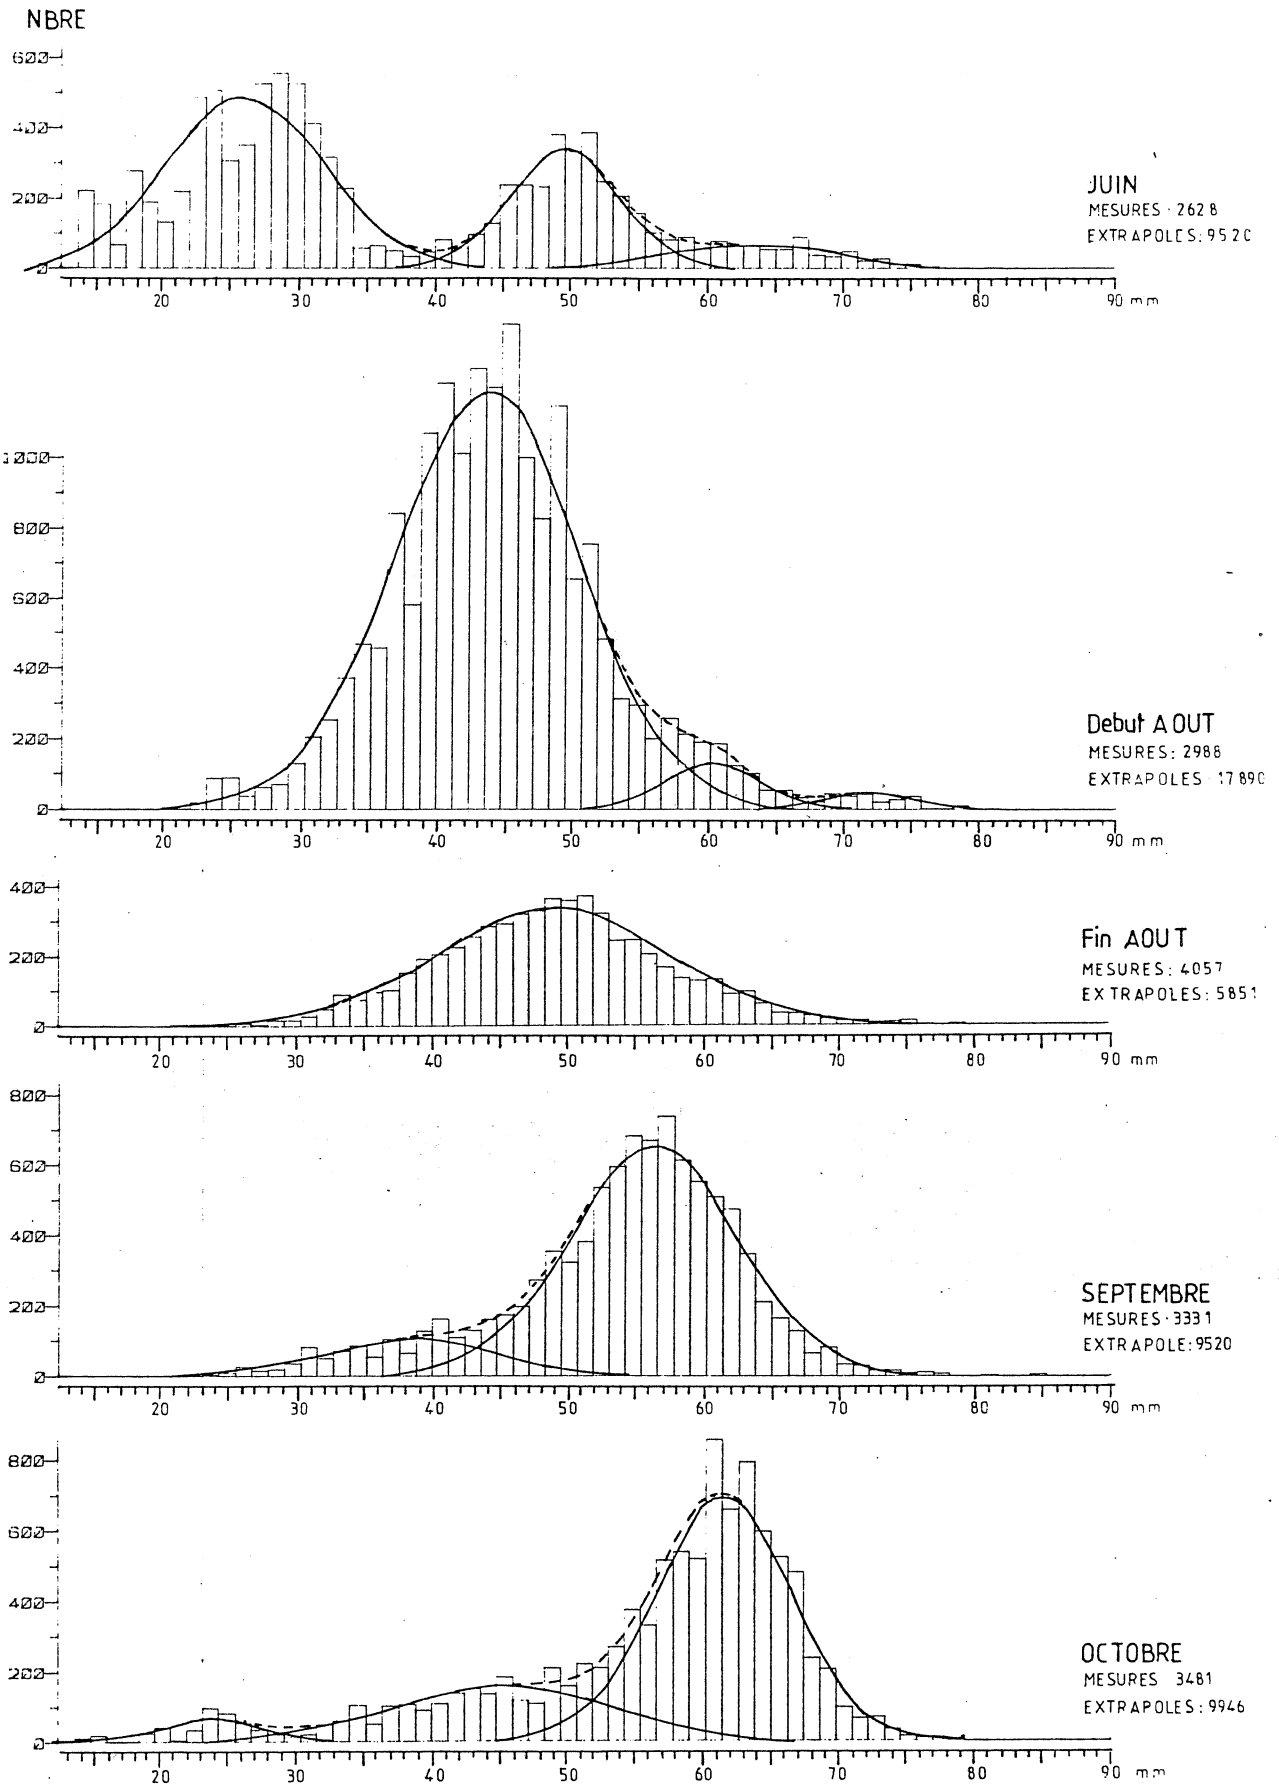 NBRE
600
400
200
0
20 30 40 50 60 70 80 90 mm
JUIN
MESURES · 2628
EXTRAPOLES: 9520
1000
800
600
400
200
0
20 30 40 50 60 70 80 90 mm
Debut AOUT
MESURES: 2988
EXTRAPOLES 17890
400
200
0
20 30 40 50 60 70 80 90 mm
Fin AOUT
MESURES: 4057
EXTRAPOLES: 5851
800
600
400
200
0
20 30 40 50 60 70 80 90 mm
SEPTEMBRE
MESURES · 3331
EXTRAPOLE: 9520
800
600
400
200
0
20 30 40 50 60 70 80 90 mm
OCTOBRE
MESURES 3481
EXTRAPOLES: 9946